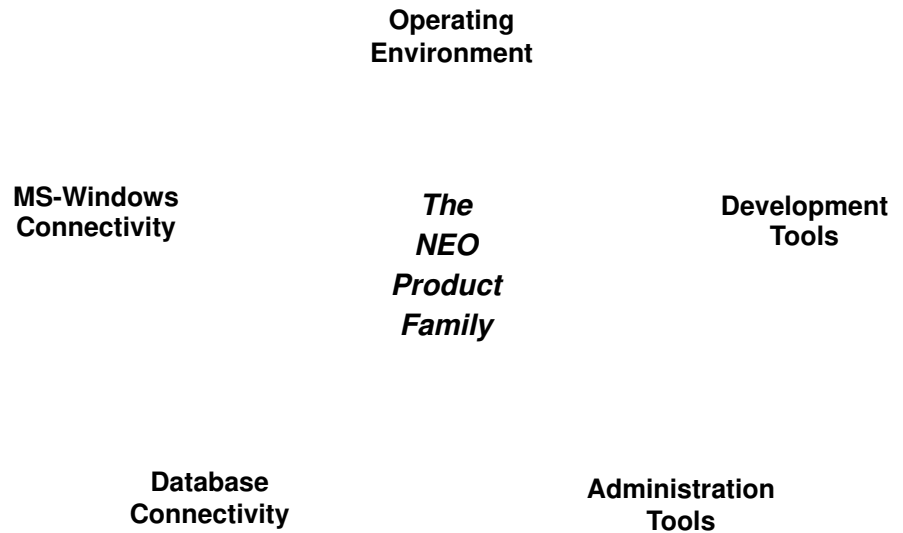 Operating
Environment
MS-Windows
Connectivity
The
NEO
Product
Family
Development
Tools
Database
Connectivity
Administration
Tools